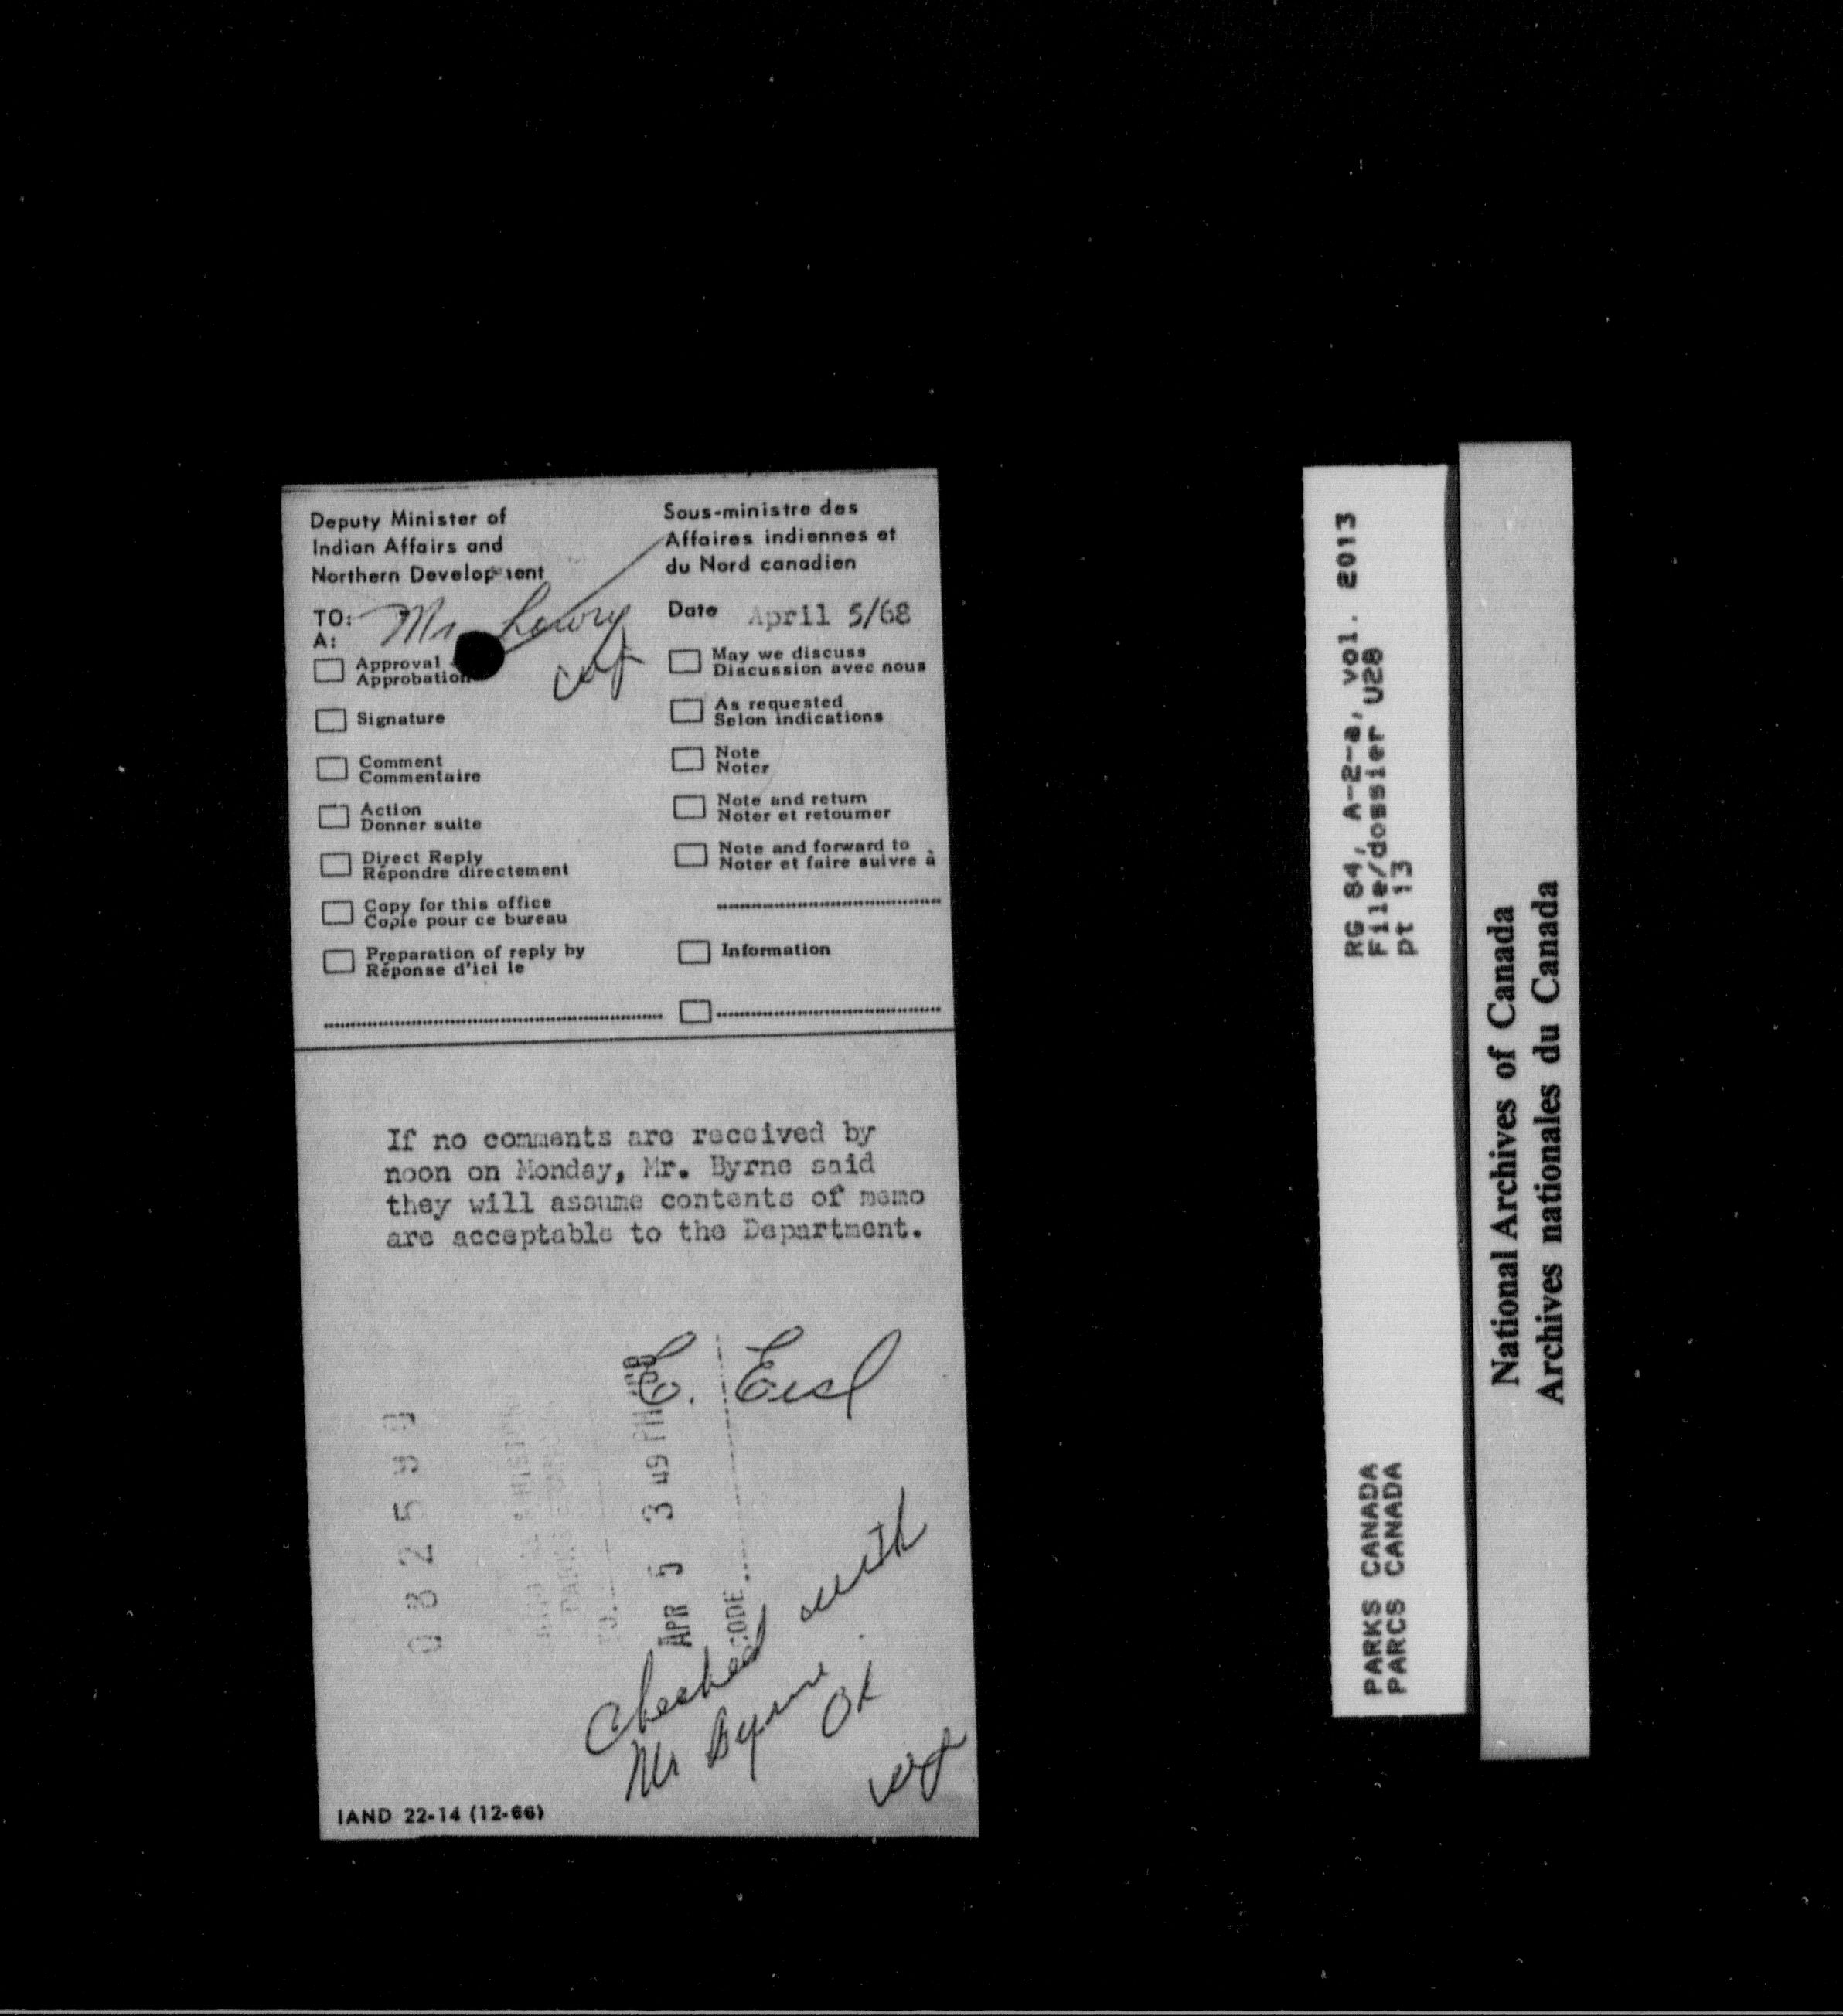 Deputy Minister of
Indian Affairs and
Northern Development
Sous-ministre des
Affaires indiennes et
du Nord canadien
TO: Mr.
A:
Date April 5/68
Approval
Approbation
Signature
Comment
Commentaire
Action
Donner suite
Direct Reply
Répondre directement
Copy for this office
Copie pour ce bureau
Preparation of reply by
Réponse d'ici le
May we discuss
Discussion avec nous
As requested
Selon indications
Note
Noter
Note and return
Noter et retourner
Note and forward to
Noter et faire suivre à
Information
If no comments are received by
noon on Monday, Mr. Byrne said
they will assume contents of memo
are acceptable to the Department.
E.
APR 5 3 49 PM '68
TO
CODE
Checked with
Mr Byrne
OK
IAND 22-14 (12-66)
RG 84, A-2-a, vol. 2013
File/dossier U28
pt 13
PARKS CANADA
PARCS CANADA
National Archives of Canada
Archives nationales du Canada